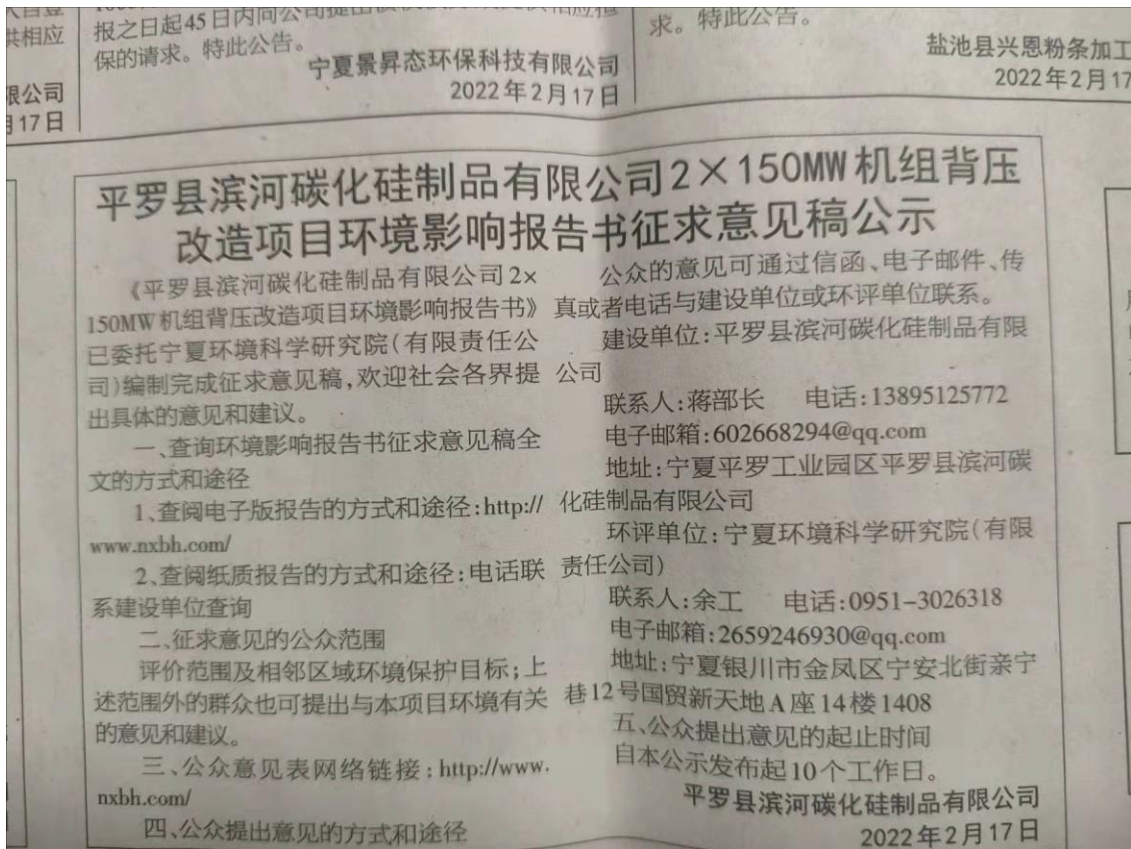 报之日起45日内向公司提出
求。特此公告。
供相应
保的请求。特此公告。
盐池县兴恩粉条加工
宁夏景昇态环保科技有限公司
2022年2月17
限公司
2022年2月17日
月17日
平罗县滨河碳化硅制品有限公司2×150MW机组背压
改造项目环境影响报告书征求意见稿公示
《平罗县滨河碳化硅制品有限公司2×
150MW机组背压改造项目环境影响报告书》
已委托宁夏环境科学研究院(有限责任公
司)编制完成征求意见稿,欢迎社会各界提
出具体的意见和建议。
一、查询环境影响报告书征求意见稿全
文的方式和途径
1、查阅电子版报告的方式和途径:http://
www.nxbh.com/
2、查阅纸质报告的方式和途径:电话联
系建设单位查询
二、征求意见的公众范围
评价范围及相邻区域环境保护目标;上
述范围外的群众也可提出与本项目环境有关
的意见和建议。
三、公众意见表网络链接:http://www.
nxbh.com/
四、公众提出意见的方式和途径
公众的意见可通过信函、电子邮件、传
真或者电话与建设单位或环评单位联系。
建设单位:平罗县滨河碳化硅制品有限
公司
联系人:蒋部长 电话:13895125772
电子邮箱:602668294@qq.com
地址:宁夏平罗工业园区平罗县滨河碳
化硅制品有限公司
环评单位:宁夏环境科学研究院(有限
责任公司)
联系人:余工 电话:0951-3026318
电子邮箱:2659246930@qq.com
地址:宁夏银川市金凤区宁安北街亲宁
巷12号国贸新天地A座14楼1408
五、公众提出意见的起止时间
自本公示发布起10个工作日。
平罗县滨河碳化硅制品有限公司
2022年2月17日